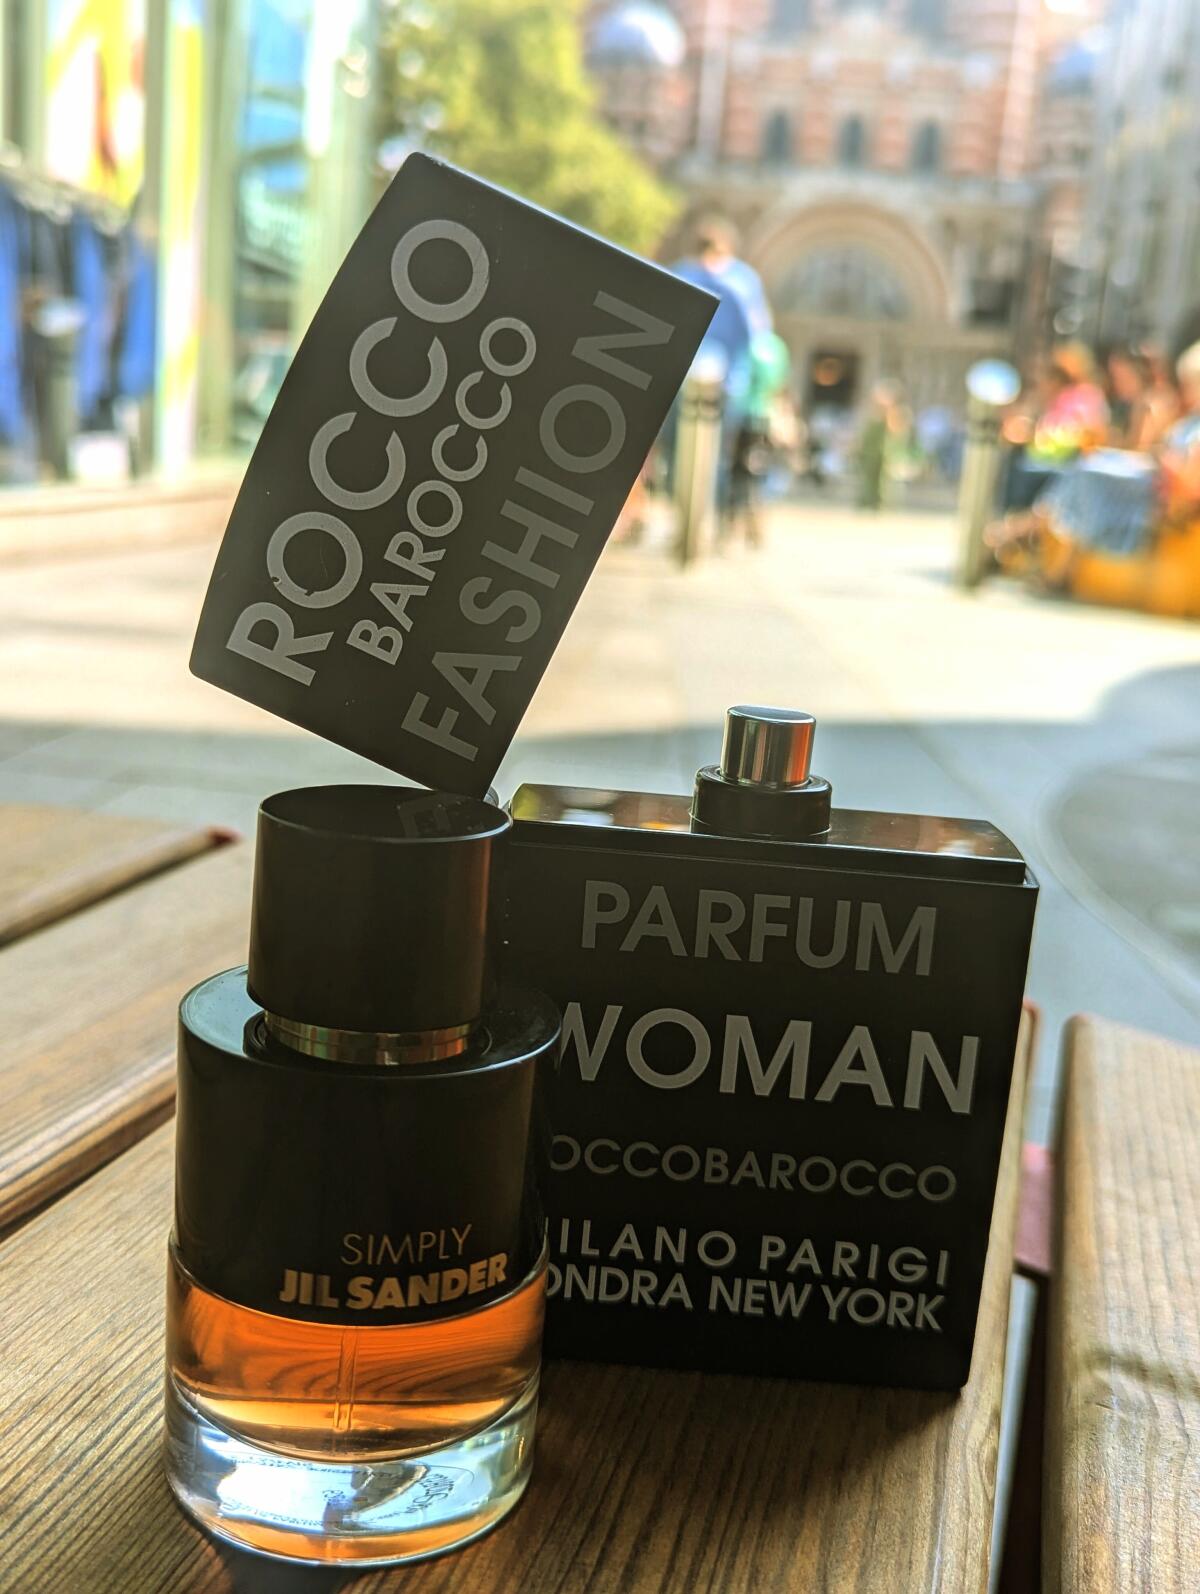 ROCCO
BAROCCO
FASHION
PARFUM
WOMAN
OCCOBAROCCO
ILANO PARIGI
ONDRA NEW YORK
SIMPLY
JIL SANDER